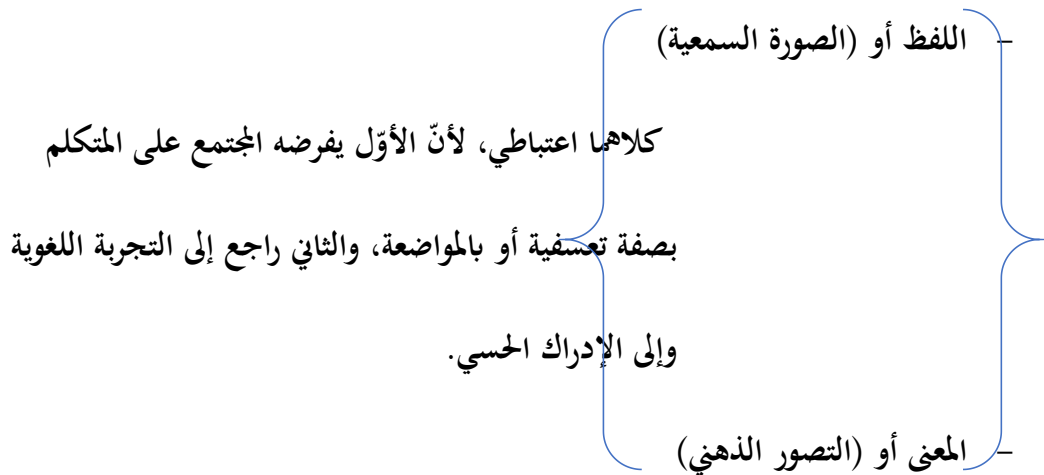 - اللفظ أو (الصورة السمعية)
كلاهما اعتباطي، لأنّ الأوّل يفرضه المجتمع على المتكلم
بصفة تعسفية أو بالمواضعة، والثاني راجع إلى التجربة اللغوية
وإلى الإدراك الحسي.
- المعنى أو (التصور الذهني)